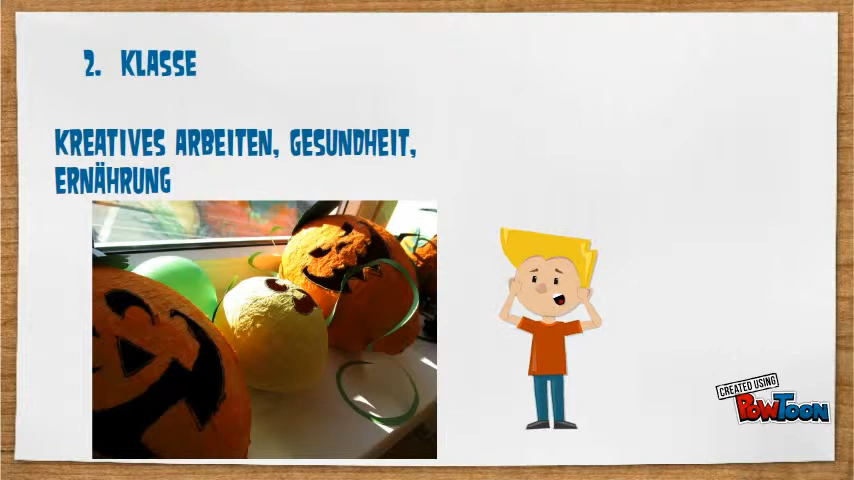 2. KLASSE
KREATIVES ARBEITEN, GESUNDHEIT,
ERNÄHRUNG
CREATED USING
POWTOON